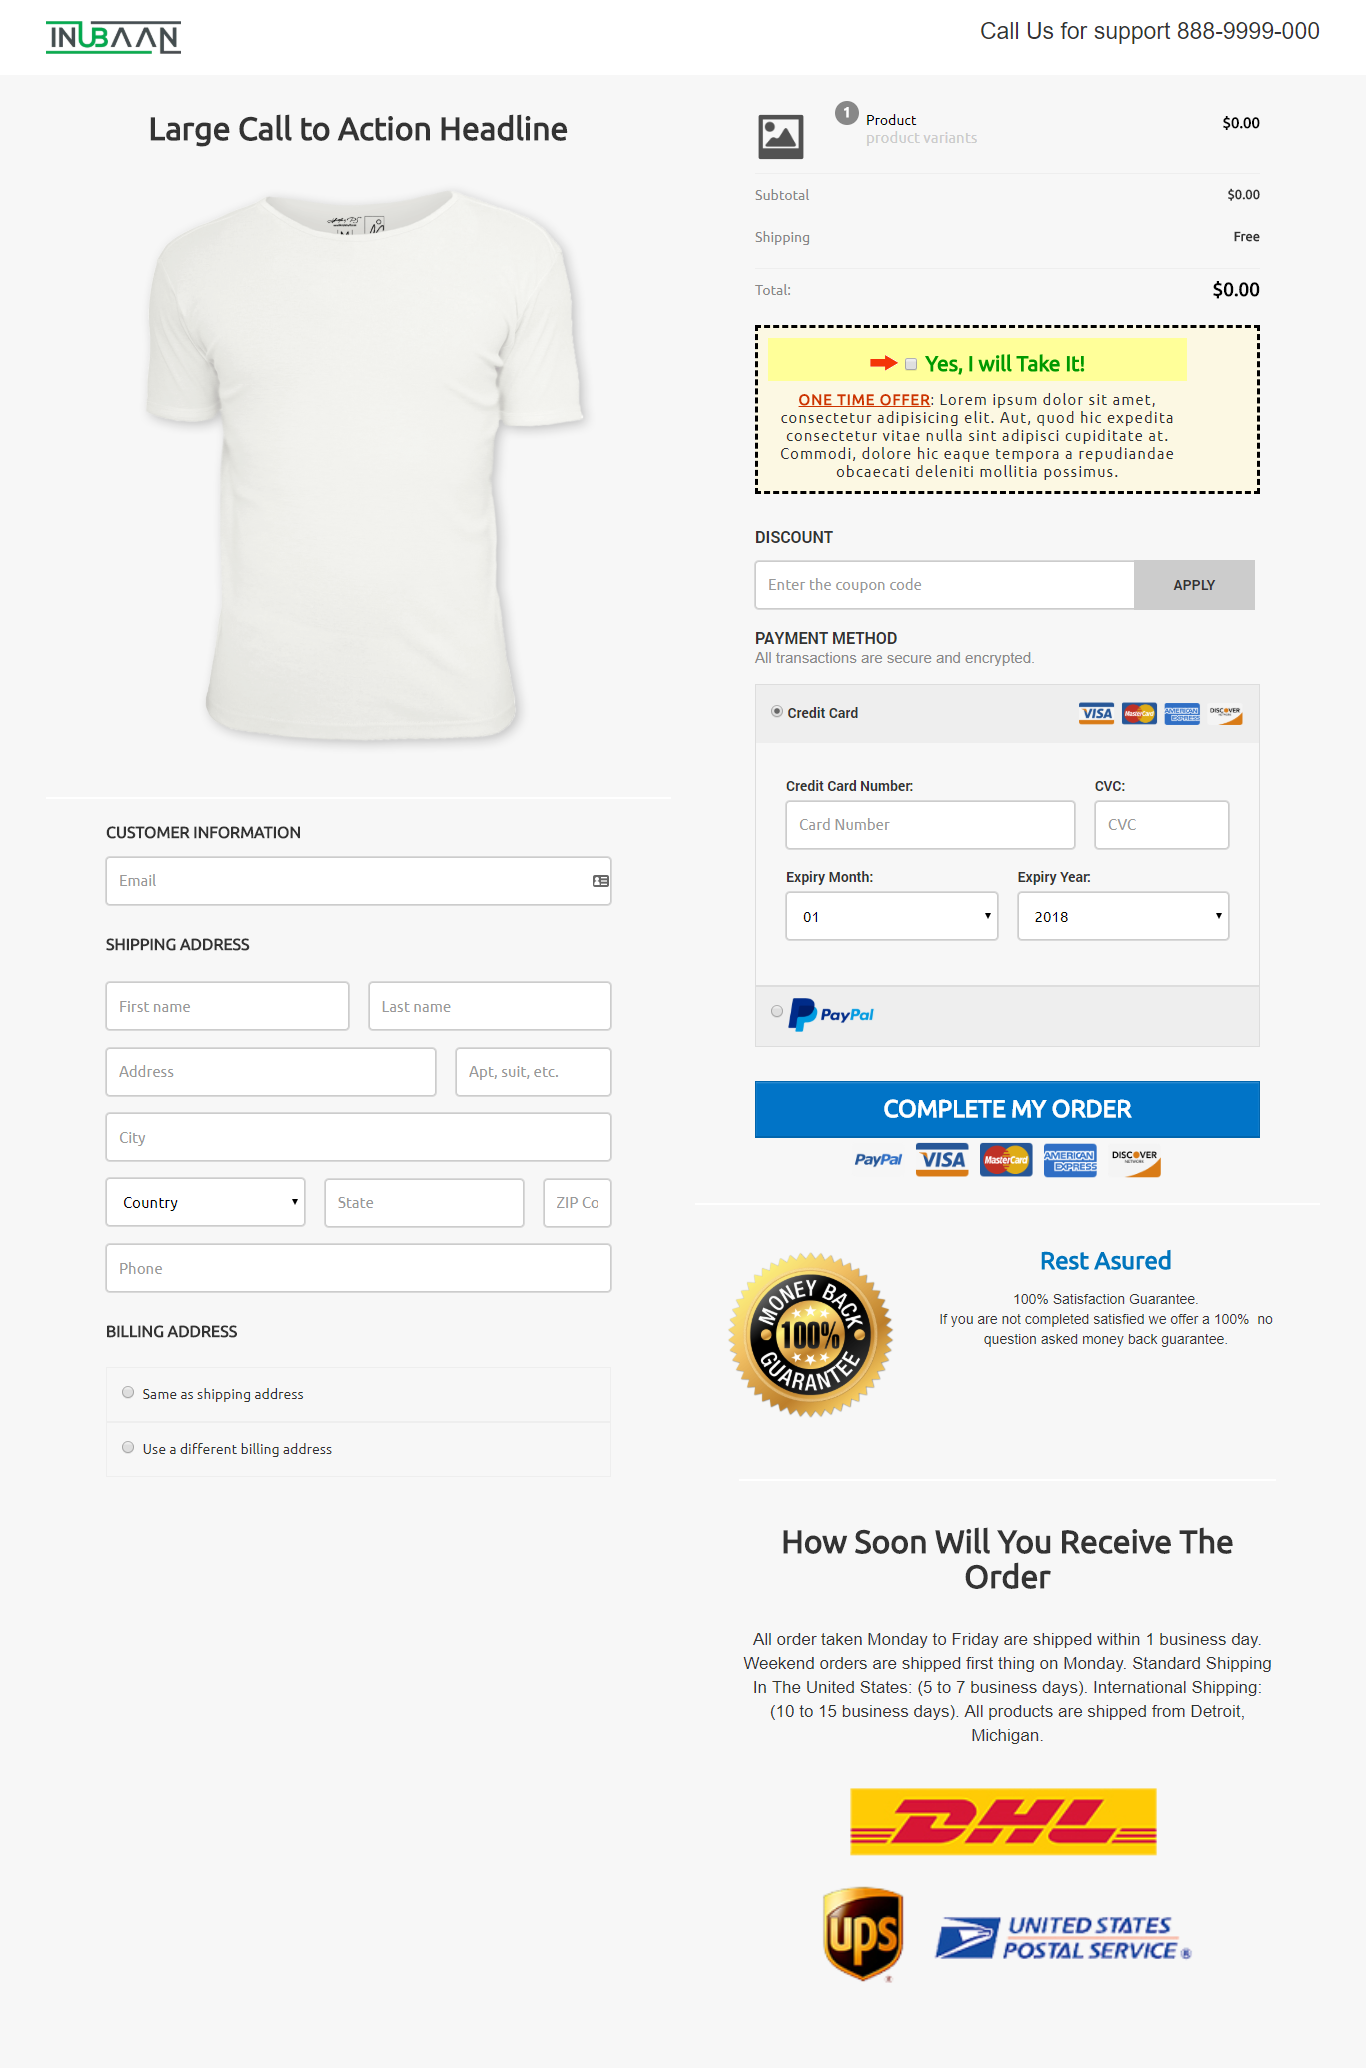 INUBAAN
Call Us for support 888-9999-000
Large Call to Action Headline
CUSTOMER INFORMATION
Email
SHIPPING ADDRESS
First name
Last name
Address
Apt, suit, etc.
City
Country
State
ZIP Co
Phone
BILLING ADDRESS
Same as shipping address
Use a different billing address
1
Product
$0.00
product variants
Subtotal
$0.00
Shipping
Free
Total:
$0.00
Yes, I will Take It!
ONE TIME OFFER: Lorem ipsum dolor sit amet,
consectetur adipisicing elit. Aut, quod hic expedita
consectetur vitae nulla sint adipisci cupiditate at.
Commodi, dolore hic eaque tempora a repudiandae
obcaecati deleniti mollitia possimus.
DISCOUNT
Enter the coupon code
APPLY
PAYMENT METHOD
All transactions are secure and encrypted.
Credit Card
VISA
MasterCard
AMERICAN EXPRESS
DISCOVER
Credit Card Number:
CVC:
Card Number
CVC
Expiry Month:
Expiry Year:
01
2018
PayPal
COMPLETE MY ORDER
PayPal
VISA
MasterCard
AMERICAN EXPRESS
DISCOVER
NETWORK
MONEY BACK
100%
GUARANTEE
Rest Asured
100% Satisfaction Guarantee.
If you are not completed satisfied we offer a 100% no
question asked money back guarantee.
How Soon Will You Receive The
Order
All order taken Monday to Friday are shipped within 1 business day.
Weekend orders are shipped first thing on Monday. Standard Shipping
In The United States: (5 to 7 business days). International Shipping:
(10 to 15 business days). All products are shipped from Detroit,
Michigan.
DHL
ups
UNITED STATES
POSTAL SERVICE ®